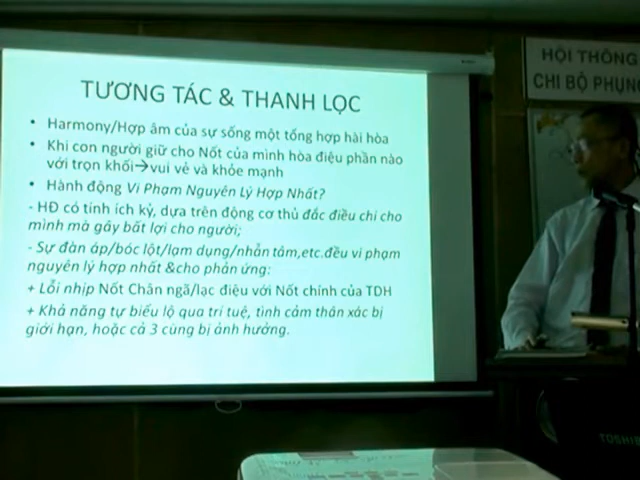 TƯƠNG TÁC & THANH LỌC
• Harmony/Hợp âm của sự sống một tổng hợp hài hòa
• Khi con người giữ cho Nốt của mình hòa điệu phần nào
với trọn khối→vui vẻ và khỏe mạnh
• Hành động Vi Phạm Nguyên Lý Hợp Nhất?
- HĐ có tính ích kỷ, dựa trên động cơ thủ đắc điều chi cho
mình mà gây bất lợi cho người;
- Sự đàn áp/bóc lột/lạm dụng/nhẫn tâm,etc.đều vi phạm
nguyên lý hợp nhất &cho phản ứng:
+ Lỗi nhịp Nốt Chân ngã/lạc điệu với Nốt chính của TDH
+ Khả năng tự biểu lộ qua trí tuệ, tình cảm thân xác bị
giới hạn, hoặc cả 3 cùng bị ảnh hưởng.
HỘI THÔNG
CHI BỘ PHỤNG
TOSHIB